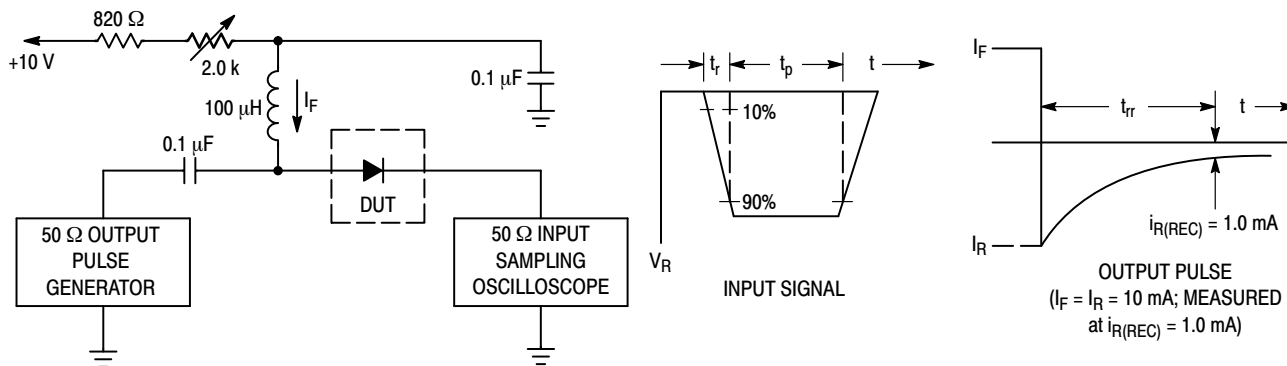 820 Ω
+10 V
2.0 k
100 µH
I_F
0.1 µF
0.1 µF
DUT
50 Ω OUTPUT
PULSE
GENERATOR
50 Ω INPUT
SAMPLING
OSCILLOSCOPE
t_r
t_p
t
10%
90%
V_R
INPUT SIGNAL
I_F
t_rr
t
I_R
i_R(REC) = 1.0 mA
OUTPUT PULSE
(I_F = I_R = 10 mA; MEASURED
at i_R(REC) = 1.0 mA)